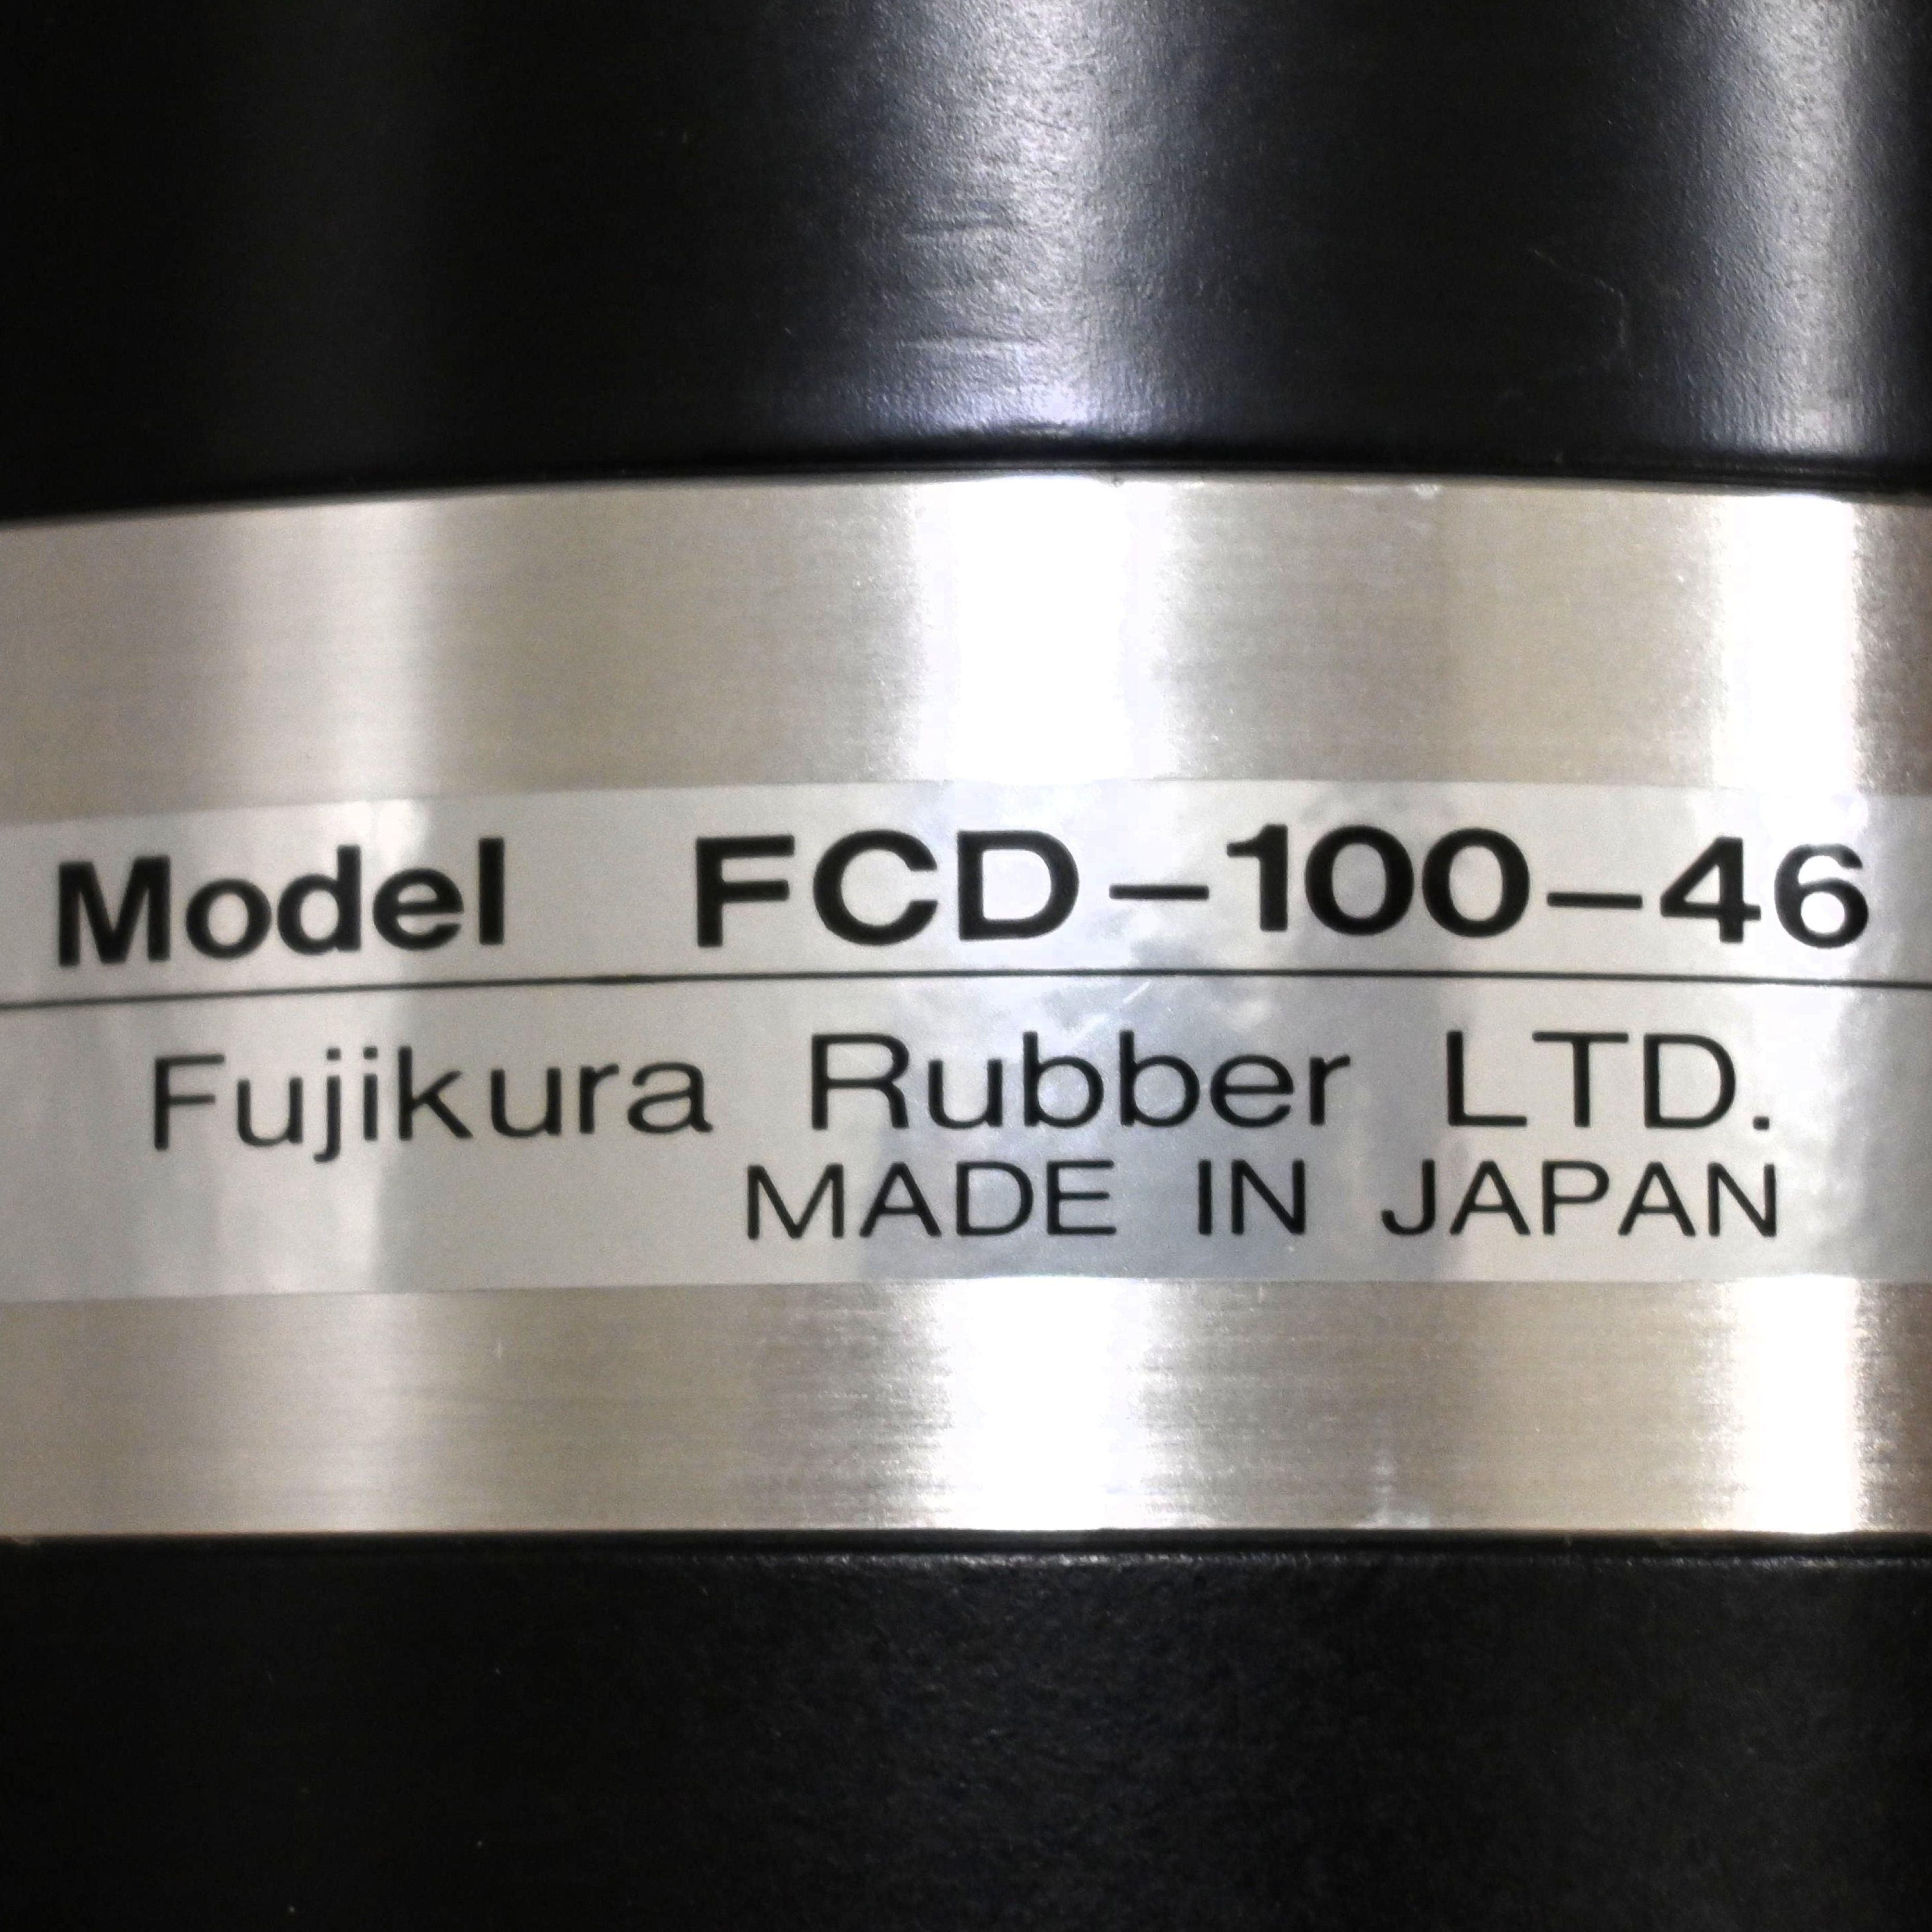 Model FCD-100-46
Fujikura Rubber LTD.
MADE IN JAPAN